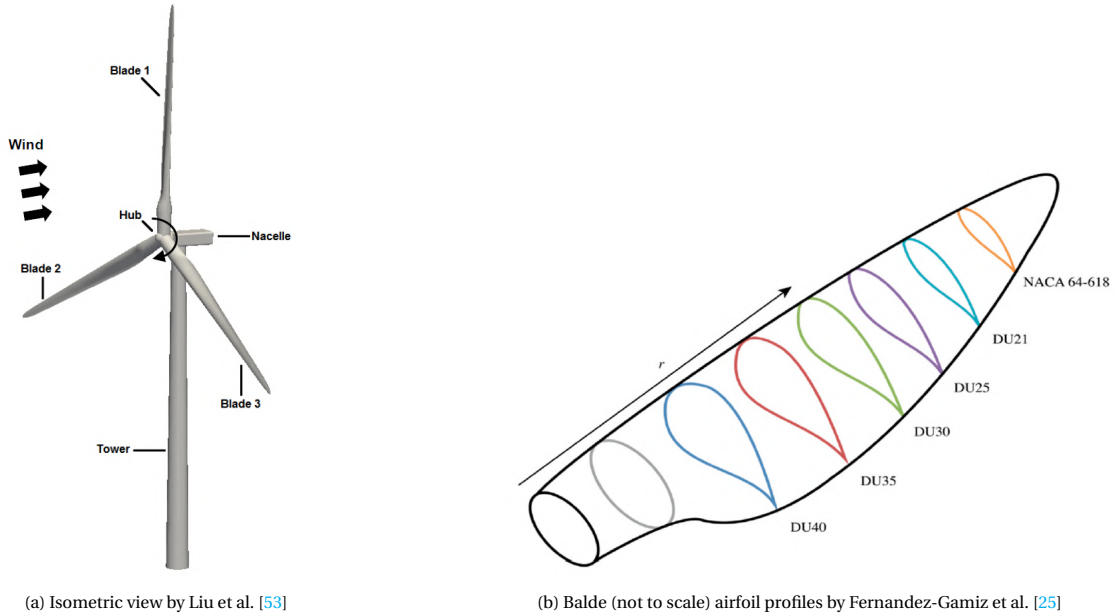 Blade 1
Wind
Hub
Nacelle
Blade 2
Blade 3
Tower
(a) Isometric view by Liu et al. [53]
r
NACA 64-618
DU21
DU25
DU30
DU35
DU40
(b) Balde (not to scale) airfoil profiles by Fernandez-Gamiz et al. [25]